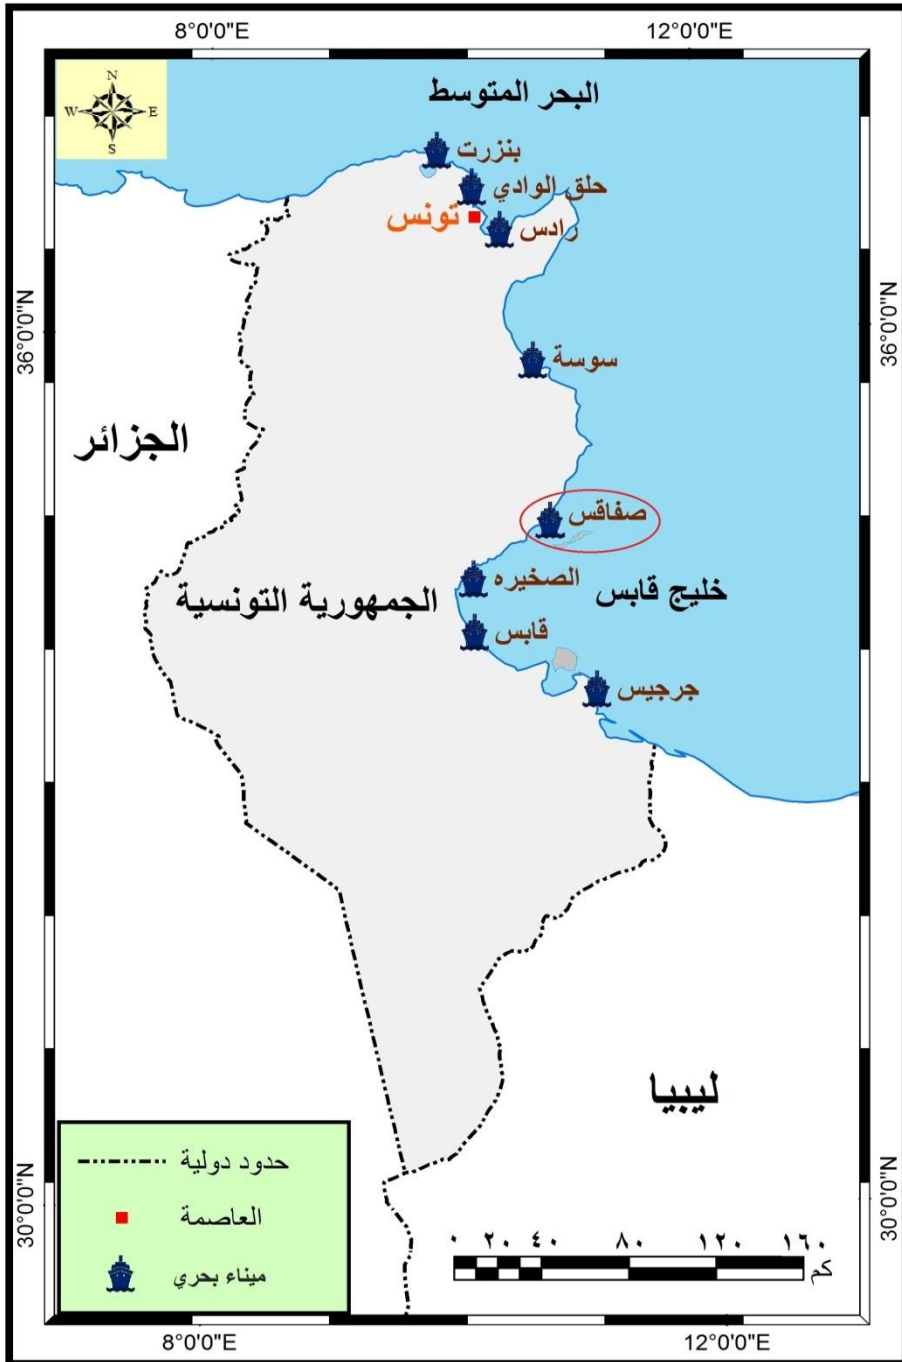 8°0'0"E
12°0'0"E
N
W E
S
البحر المتوسط
بنزرت
حلق الوادي
تونس
رادس
36°0'0"N
36°0'0"N
سوسة
الجزائر
صفاقس
الصخيره
خليج قابس
الجمهورية التونسية
قابس
جرجيس
ليبيا
30°0'0"N
30°0'0"N
حدود دولية
العاصمة
ميناء بحري
٠ ٢٠ ٤٠ ٨٠ ١٢٠ ١٦٠
كم
8°0'0"E
12°0'0"E